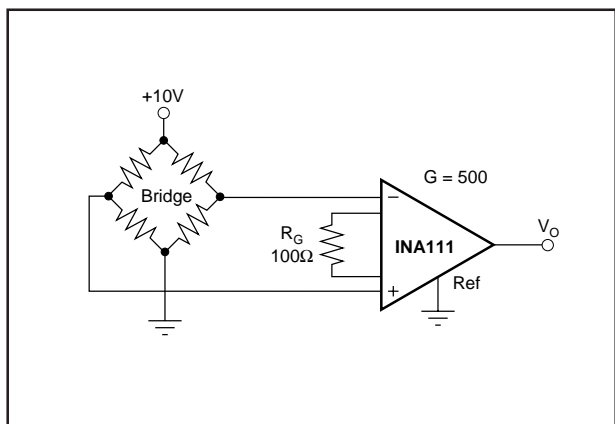 +10V
Bridge
G = 500
−
R_G
100Ω
INA111
V_O
+
Ref